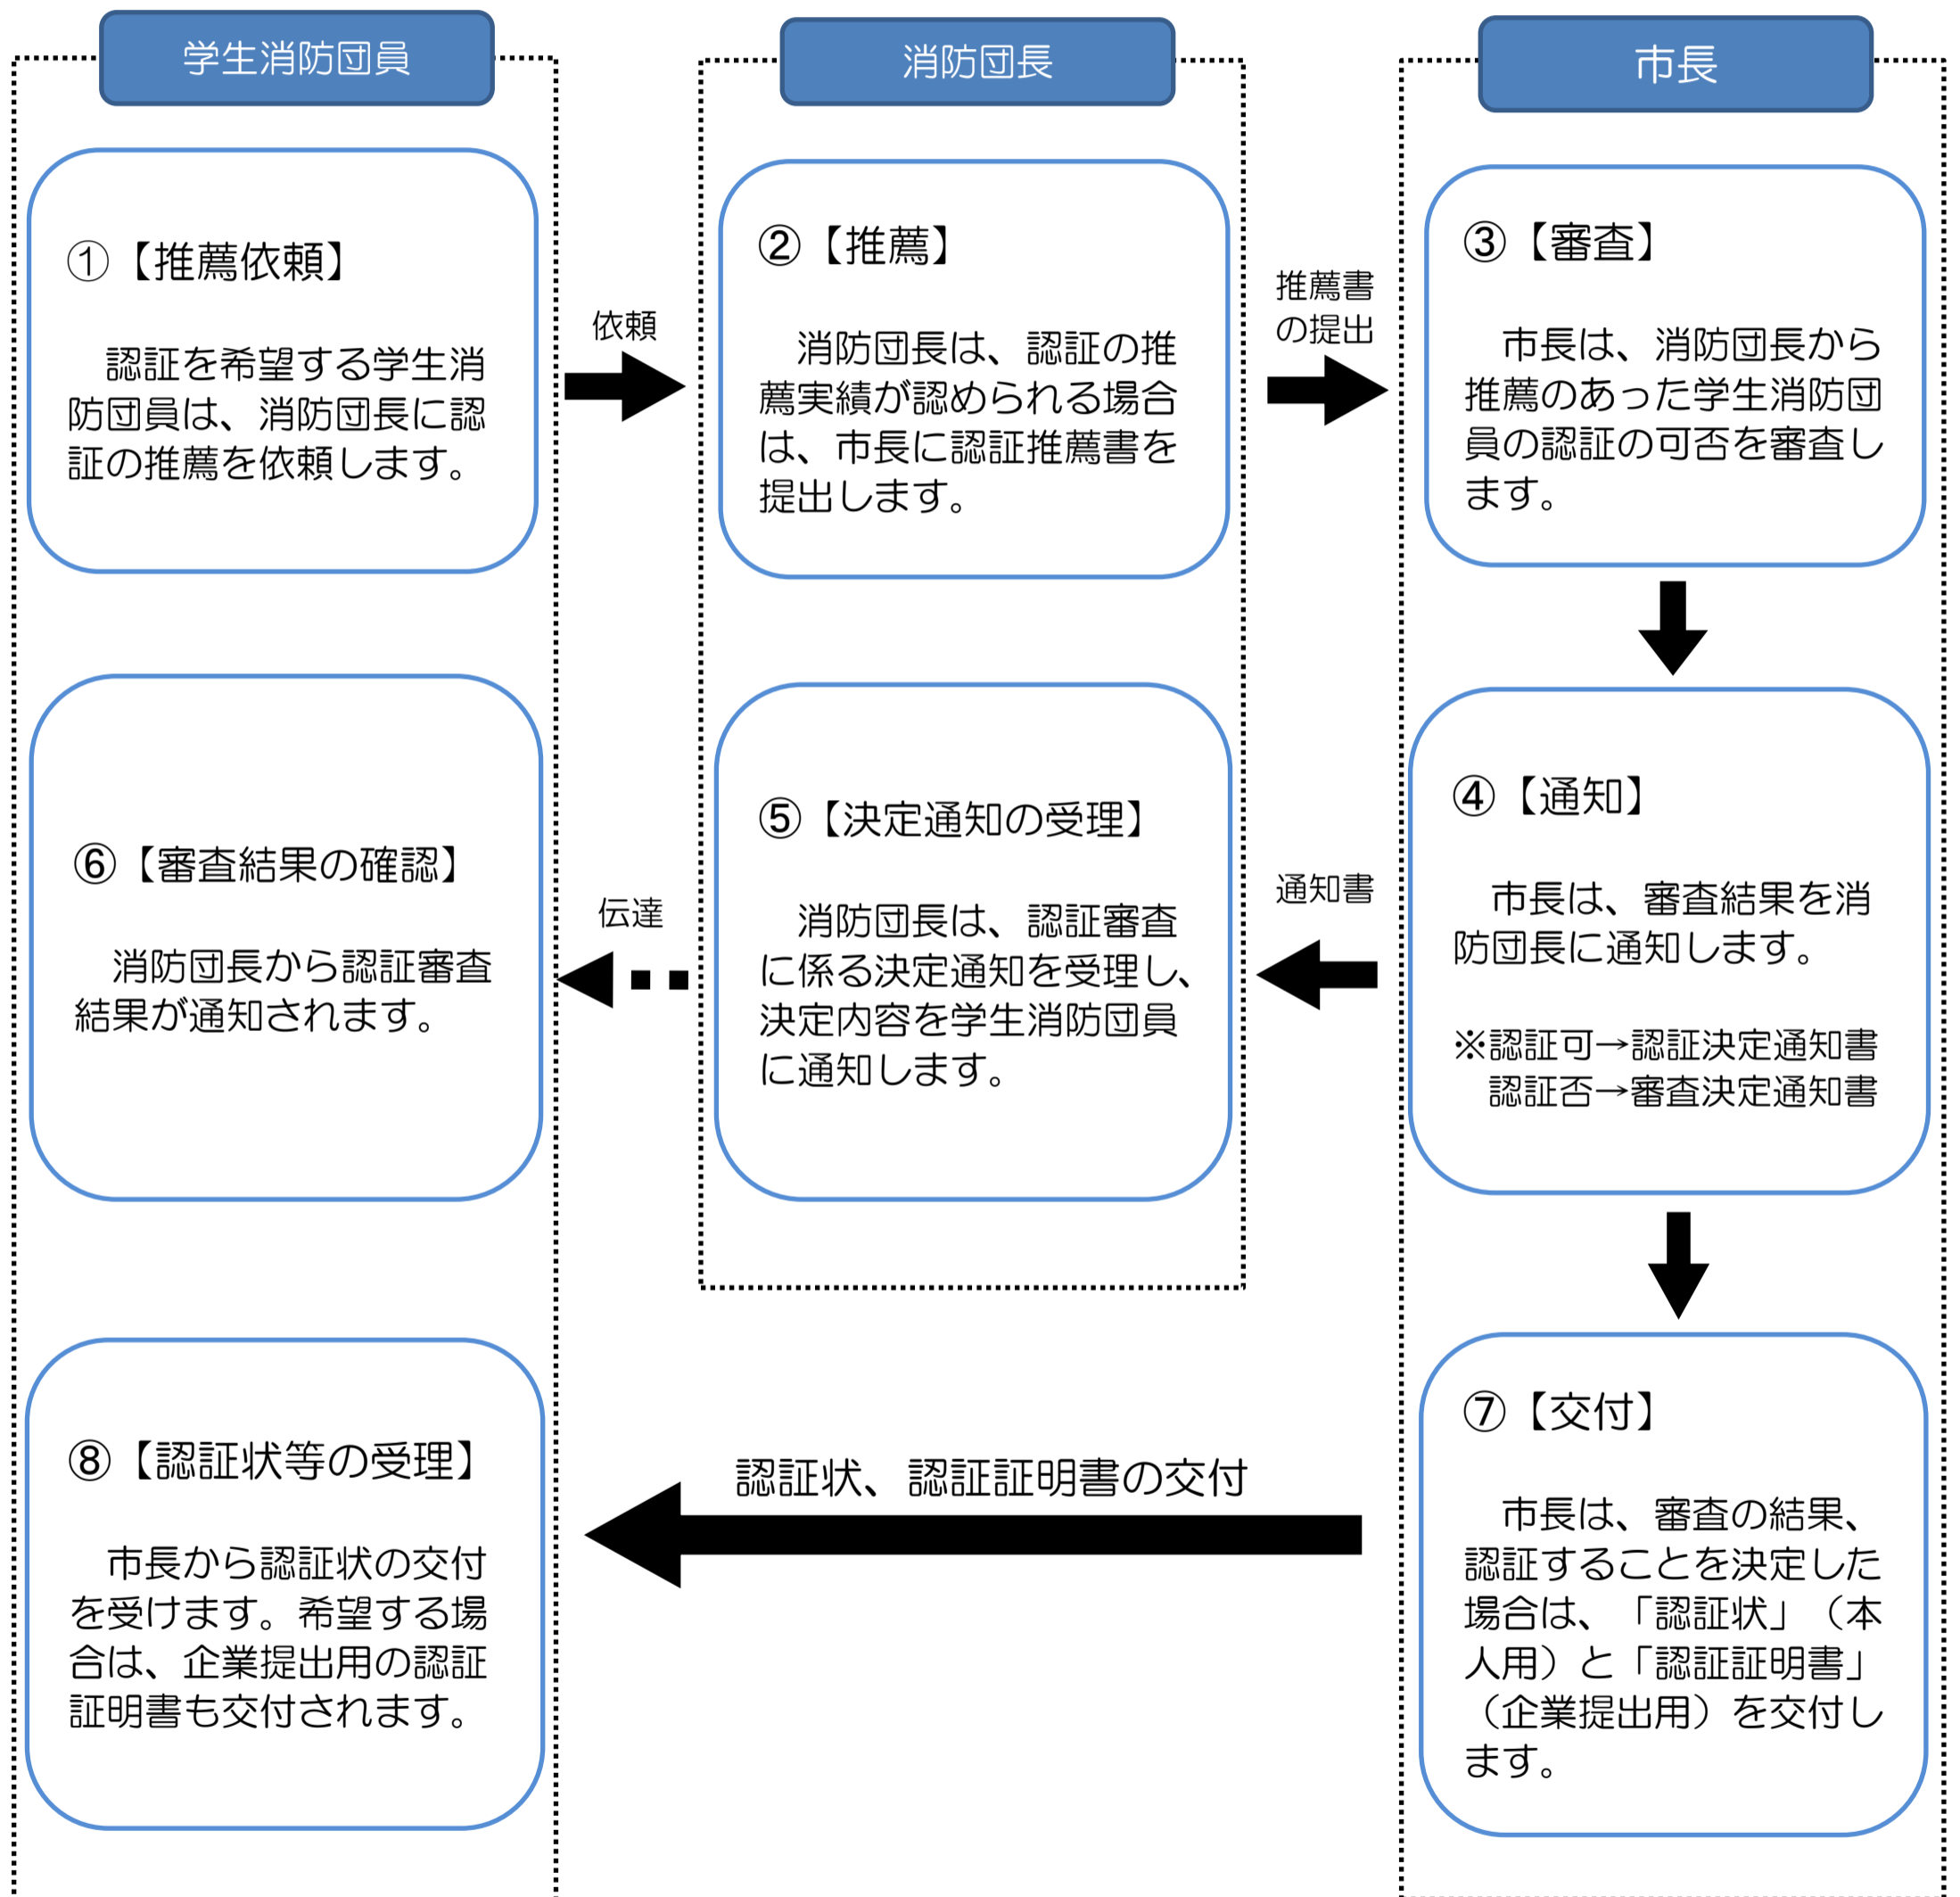 学生消防団員
消防団長
市長
①【推薦依頼】
認証を希望する学生消
防団員は、消防団長に認
証の推薦を依頼します。
依頼
②【推薦】
消防団長は、認証の推
薦実績が認められる場合
は、市長に認証推薦書を
提出します。
推薦書
の提出
③【審査】
市長は、消防団長から
推薦のあった学生消防団
員の認証の可否を審査し
ます。
④【通知】
市長は、審査結果を消
防団長に通知します。
※認証可→認証決定通知書
認証否→審査決定通知書
通知書
⑤【決定通知の受理】
消防団長は、認証審査
に係る決定通知を受理し、
決定内容を学生消防団員
に通知します。
伝達
⑥【審査結果の確認】
消防団長から認証審査
結果が通知されます。
⑦【交付】
市長は、審査の結果、
認証することを決定した
場合は、「認証状」（本
人用）と「認証証明書」
（企業提出用）を交付し
ます。
認証状、認証証明書の交付
⑧【認証状等の受理】
市長から認証状の交付
を受けます。希望する場
合は、企業提出用の認証
証明書も交付されます。